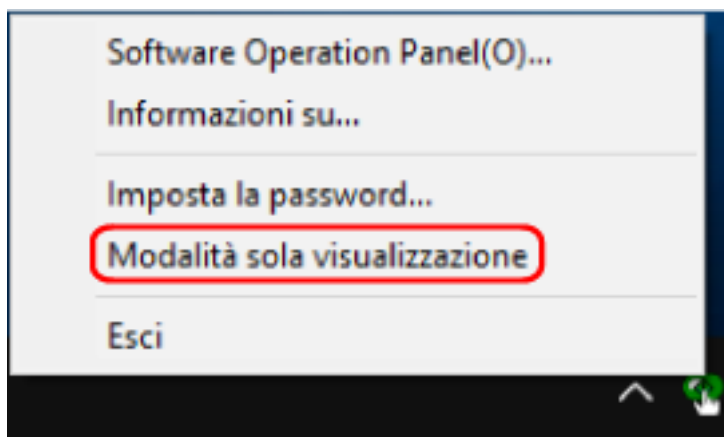 Software Operation Panel(O)...
Informazioni su...
Imposta la password...
Modalità sola visualizzazione
Esci